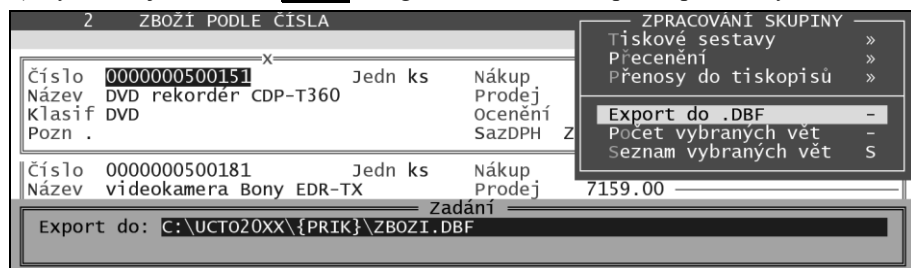 2 ZBOŽÍ PODLE ČÍSLA
ZPRACOVÁNÍ SKUPINY
Tiskové sestavy »
Přecenění »
Přenosy do tiskopisů »
Export do .DBF –
Počet vybraných vět –
Seznam vybraných vět S
X
Číslo 0000000500151 Jedn ks Nákup
Název DVD rekordér CDP-T360 Prodej
Klasif DVD Ocenění
Pozn . SazDPH Z
Číslo 0000000500181 Jedn ks Nákup
Název videokamera Bony EDR-TX Prodej 7159.00
Zadání
Export do: C:\UCTO20XX\{PRIK}\ZBOZI.DBF